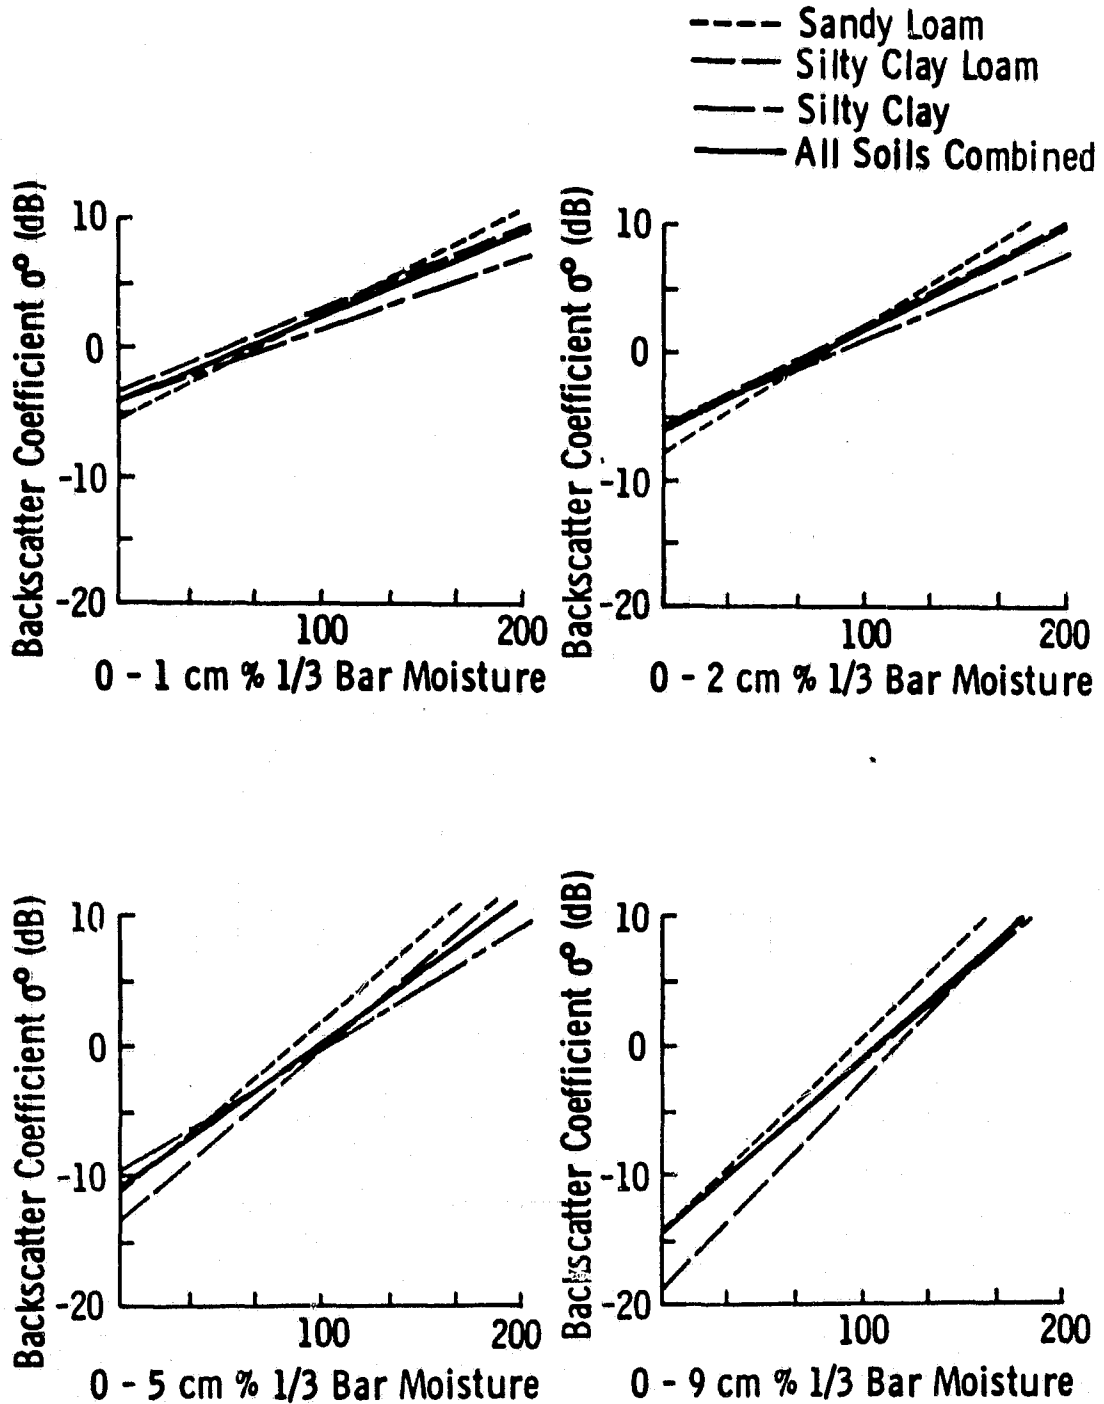 Sandy Loam
Silty Clay Loam
Silty Clay
All Soils Combined
Backscatter Coefficient σ° (dB)
10
0
-10
-20
100
200
0 - 1 cm % 1/3 Bar Moisture
Backscatter Coefficient σ° (dB)
10
0
-10
-20
100
200
0 - 2 cm % 1/3 Bar Moisture
Backscatter Coefficient σ° (dB)
10
0
-10
-20
100
200
0 - 5 cm % 1/3 Bar Moisture
Backscatter Coefficient σ° (dB)
10
0
-10
-20
100
200
0 - 9 cm % 1/3 Bar Moisture